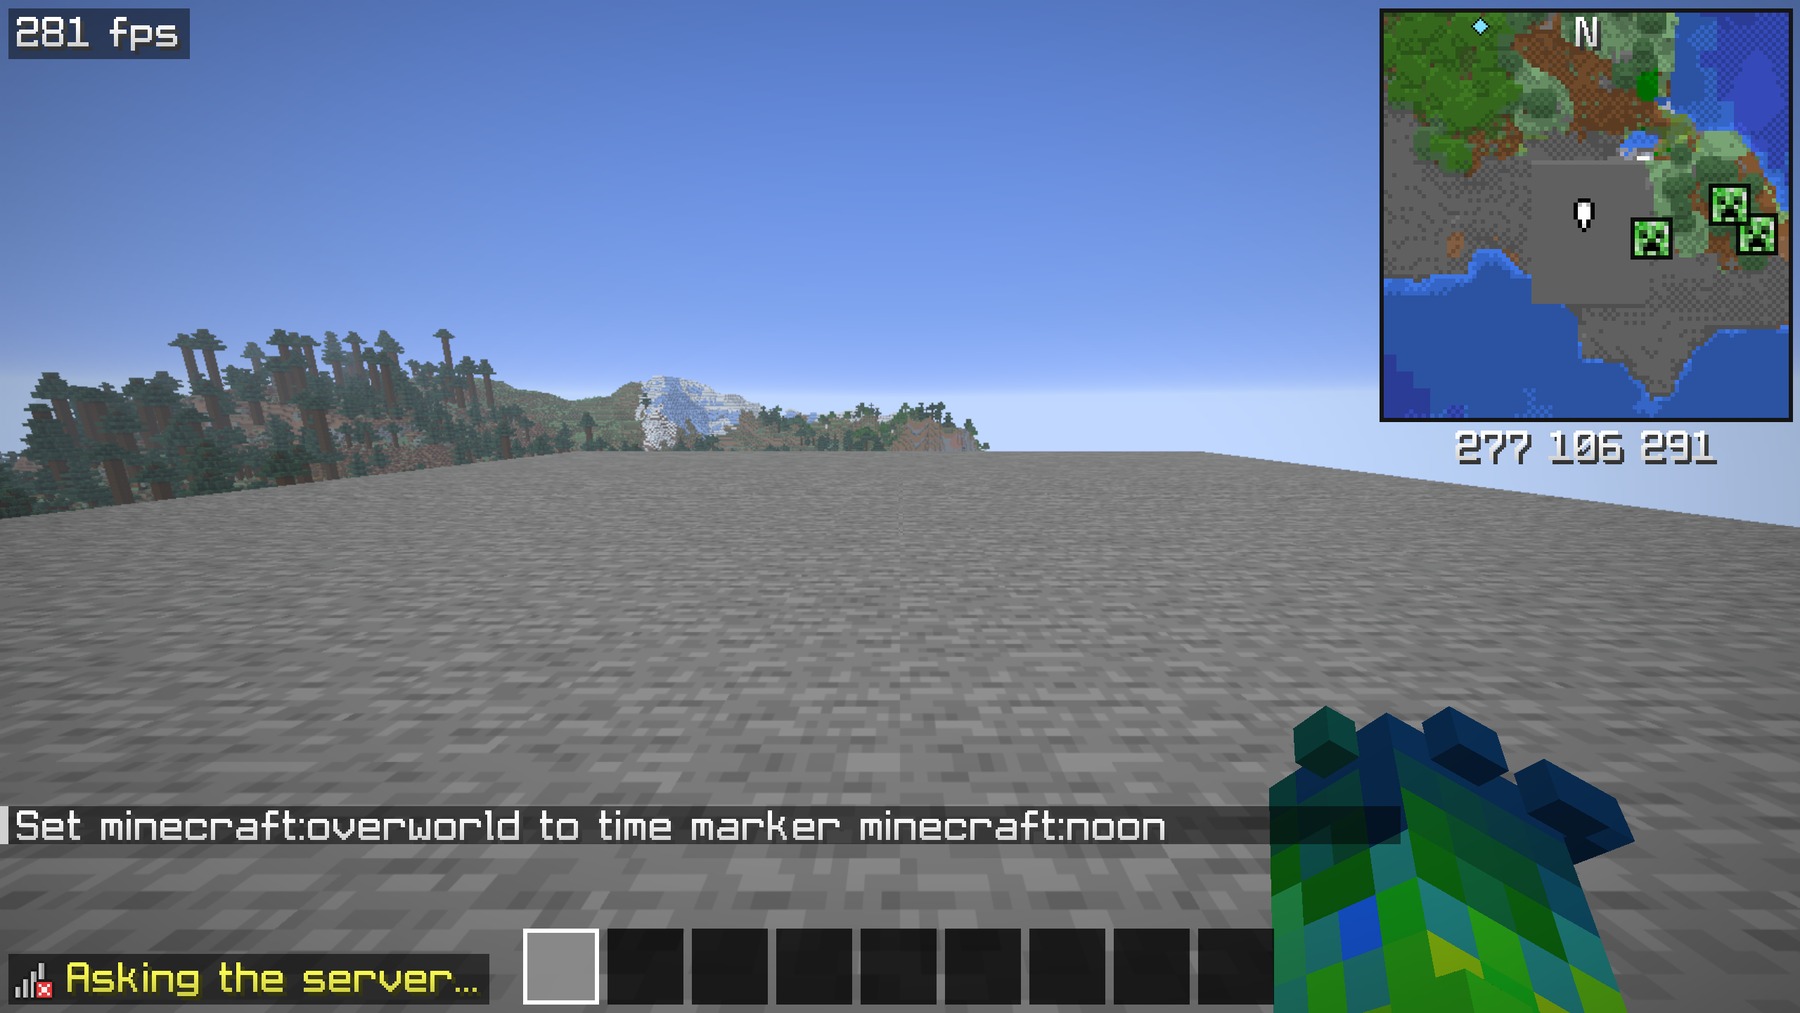 281 fps
N
277 106 291
Set minecraft:overworld to time marker minecraft:noon
Asking the server...